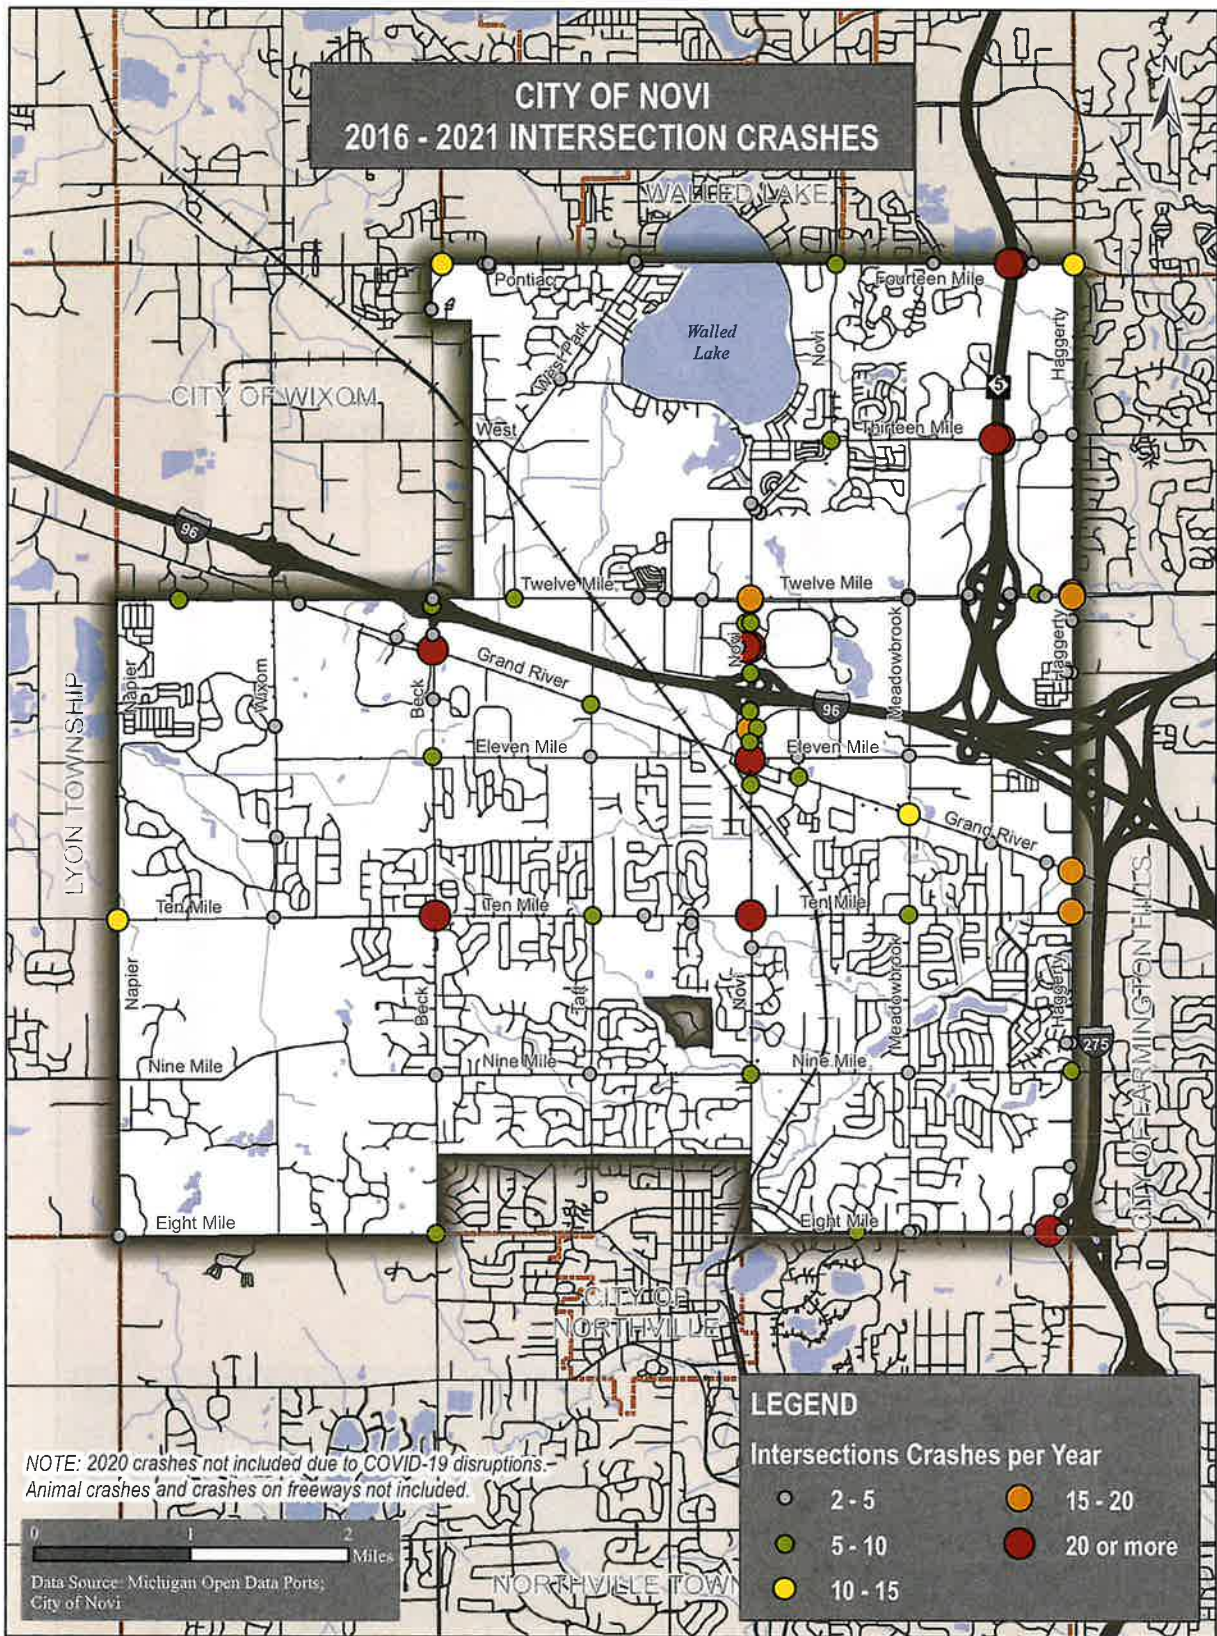 CITY OF NOVI
2016 - 2021 INTERSECTION CRASHES
N
WALLED LAKE
Pontiac
Fourteen Mile
Walled
Lake
West Park
Novi
Haggerty
5
CITY OF WIXOM
West
Thirteen Mile
96
Twelve Mile
Twelve Mile
Napier
Wixom
Beck
Grand River
Novi
Meadowbrook
Haggerty
96
LYON TOWNSHIP
Eleven Mile
Eleven Mile
Grand River
Ten Mile
Ten Mile
Ten Mile
Napier
Beck
Taft
Novi
Meadowbrook
Haggerty
CITY OF FARMINGTON HILLS
275
Nine Mile
Nine Mile
Nine Mile
Eight Mile
Eight Mile
CITY OF
NORTHVILLE
LEGEND
Intersections Crashes per Year
2 - 5
15 - 20
5 - 10
20 or more
10 - 15
NOTE: 2020 crashes not included due to COVID-19 disruptions.
Animal crashes and crashes on freeways not included.
0 1 2
Miles
Data Source: Michigan Open Data Ports;
City of Novi
NORTHVILLE TOWN